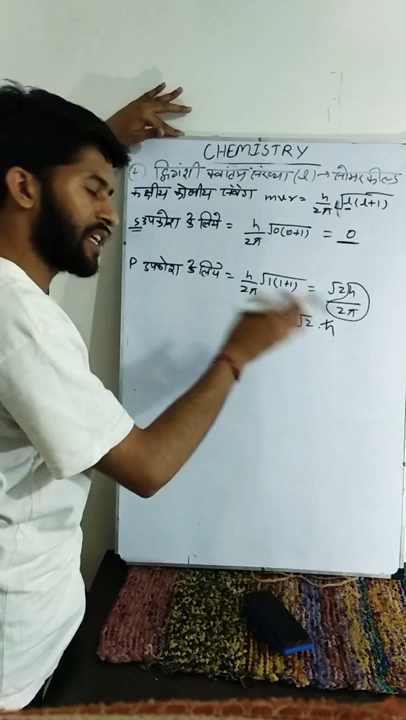 CHEMISTRY
(2) द्विगंशी क्वांटम संख्या (l) → सोमरफील्ड
कक्षीय कोणीय संवेग mvr = h/2π √l(l+1)
s उपकोश के लिये = h/2π √0(0+1) = 0
P उपकोश के लिये = h/2π √1(1+1) = √2h/2π
√2 . ħ